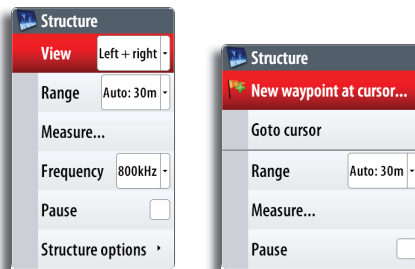 Structure
View Left + right
Range Auto: 30m
Measure...
Frequency 800kHz
Pause
Structure options
Structure
New waypoint at cursor...
Goto cursor
Range Auto: 30m
Measure...
Pause